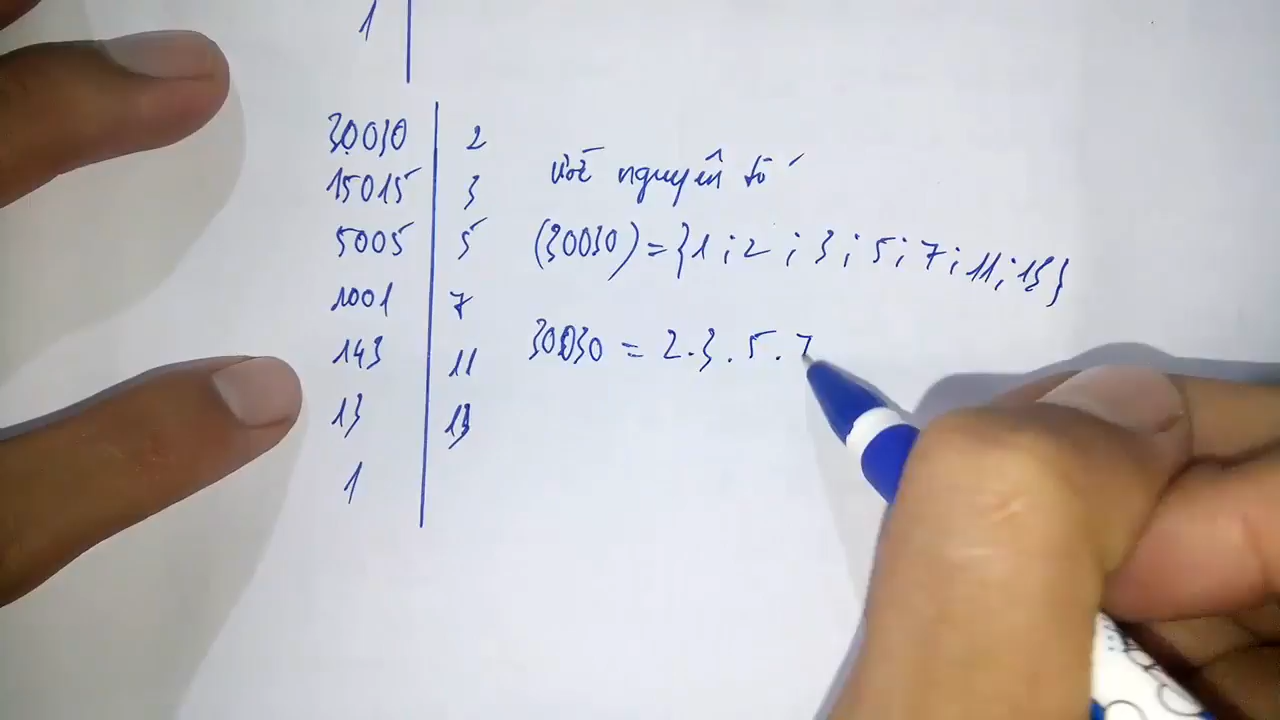 1
30030 2
15015 3
5005 5
1001 7
143 11
13 13
1
ước nguyên tố
(30030) = {1; 2; 3; 5; 7; 11; 13}
30030 = 2.3.5.7